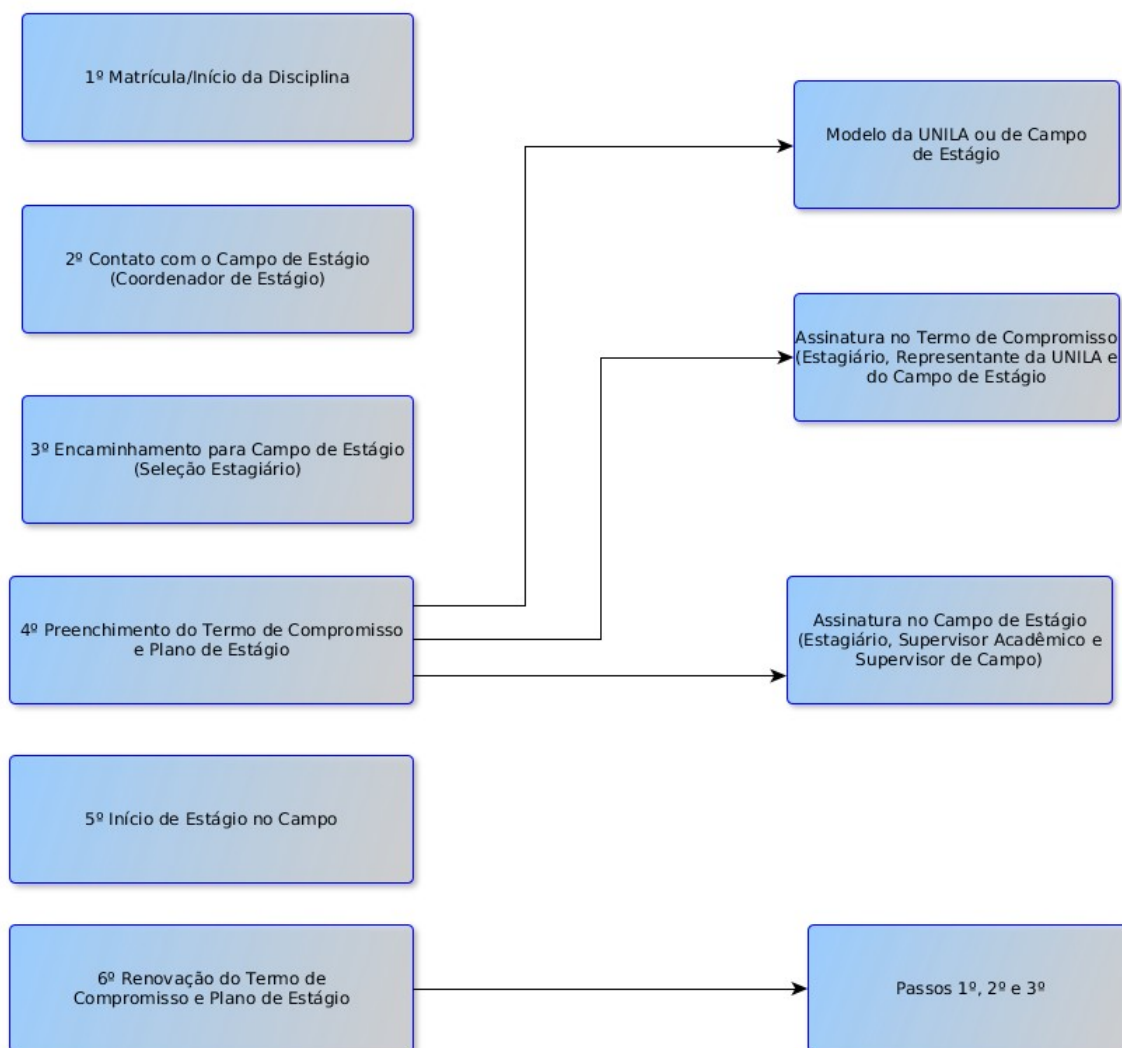 1º Matrícula/Início da Disciplina
Modelo da UNILA ou de Campo
de Estágio
2º Contato com o Campo de Estágio
(Coordenador de Estágio)
Assinatura no Termo de Compromisso
(Estagiário, Representante da UNILA e
do Campo de Estágio
3º Encaminhamento para Campo de Estágio
(Seleção Estagiário)
4º Preenchimento do Termo de Compromisso
e Plano de Estágio
Assinatura no Campo de Estágio
(Estagiário, Supervisor Acadêmico e
Supervisor de Campo)
5º Início de Estágio no Campo
6º Renovação do Termo de
Compromisso e Plano de Estágio
Passos 1º, 2º e 3º